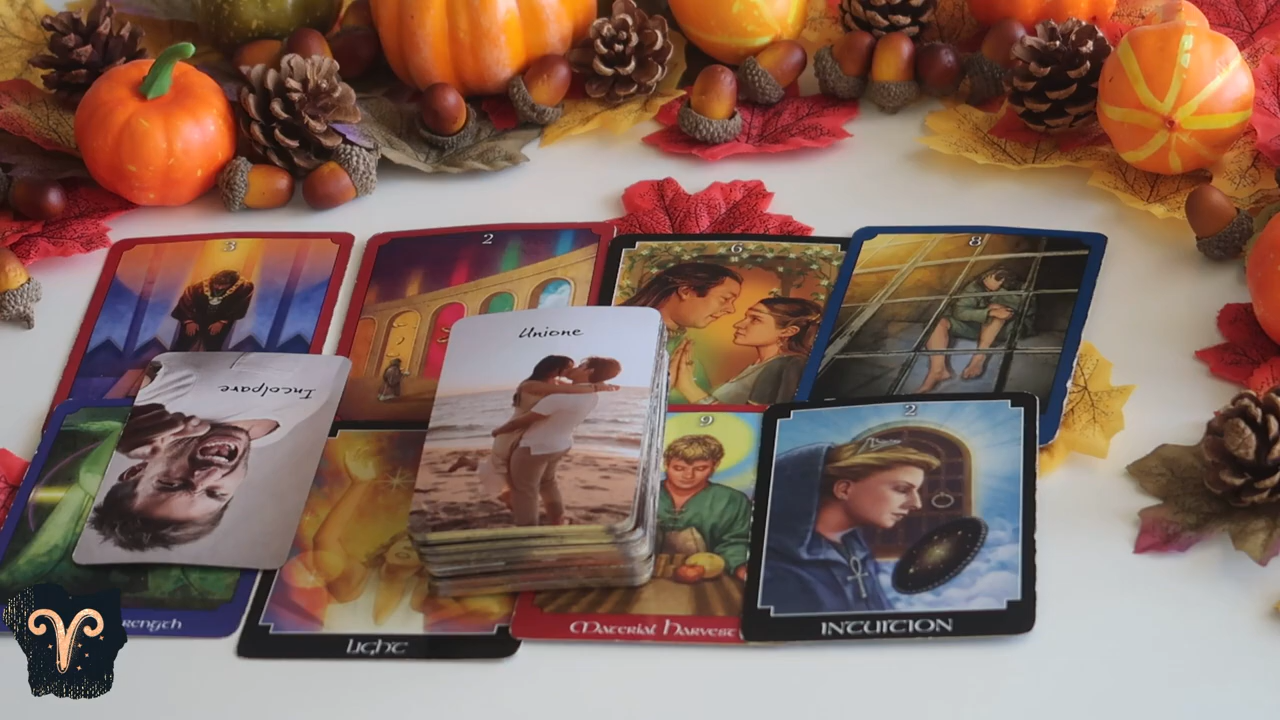 3
2
6
8
Unione
Incolpare
9
2
rength
Light
Material Harvest
INTUITION